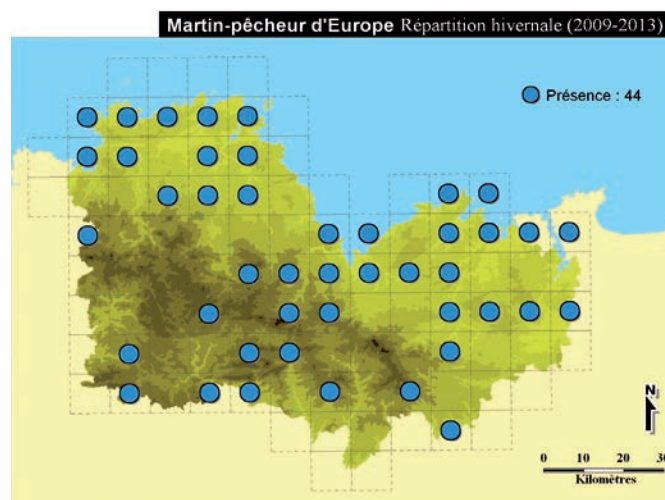 Martin-pêcheur d'Europe Répartition hivernale (2009-2013)
Présence : 44
N
0 10 20 30
Kilomètres